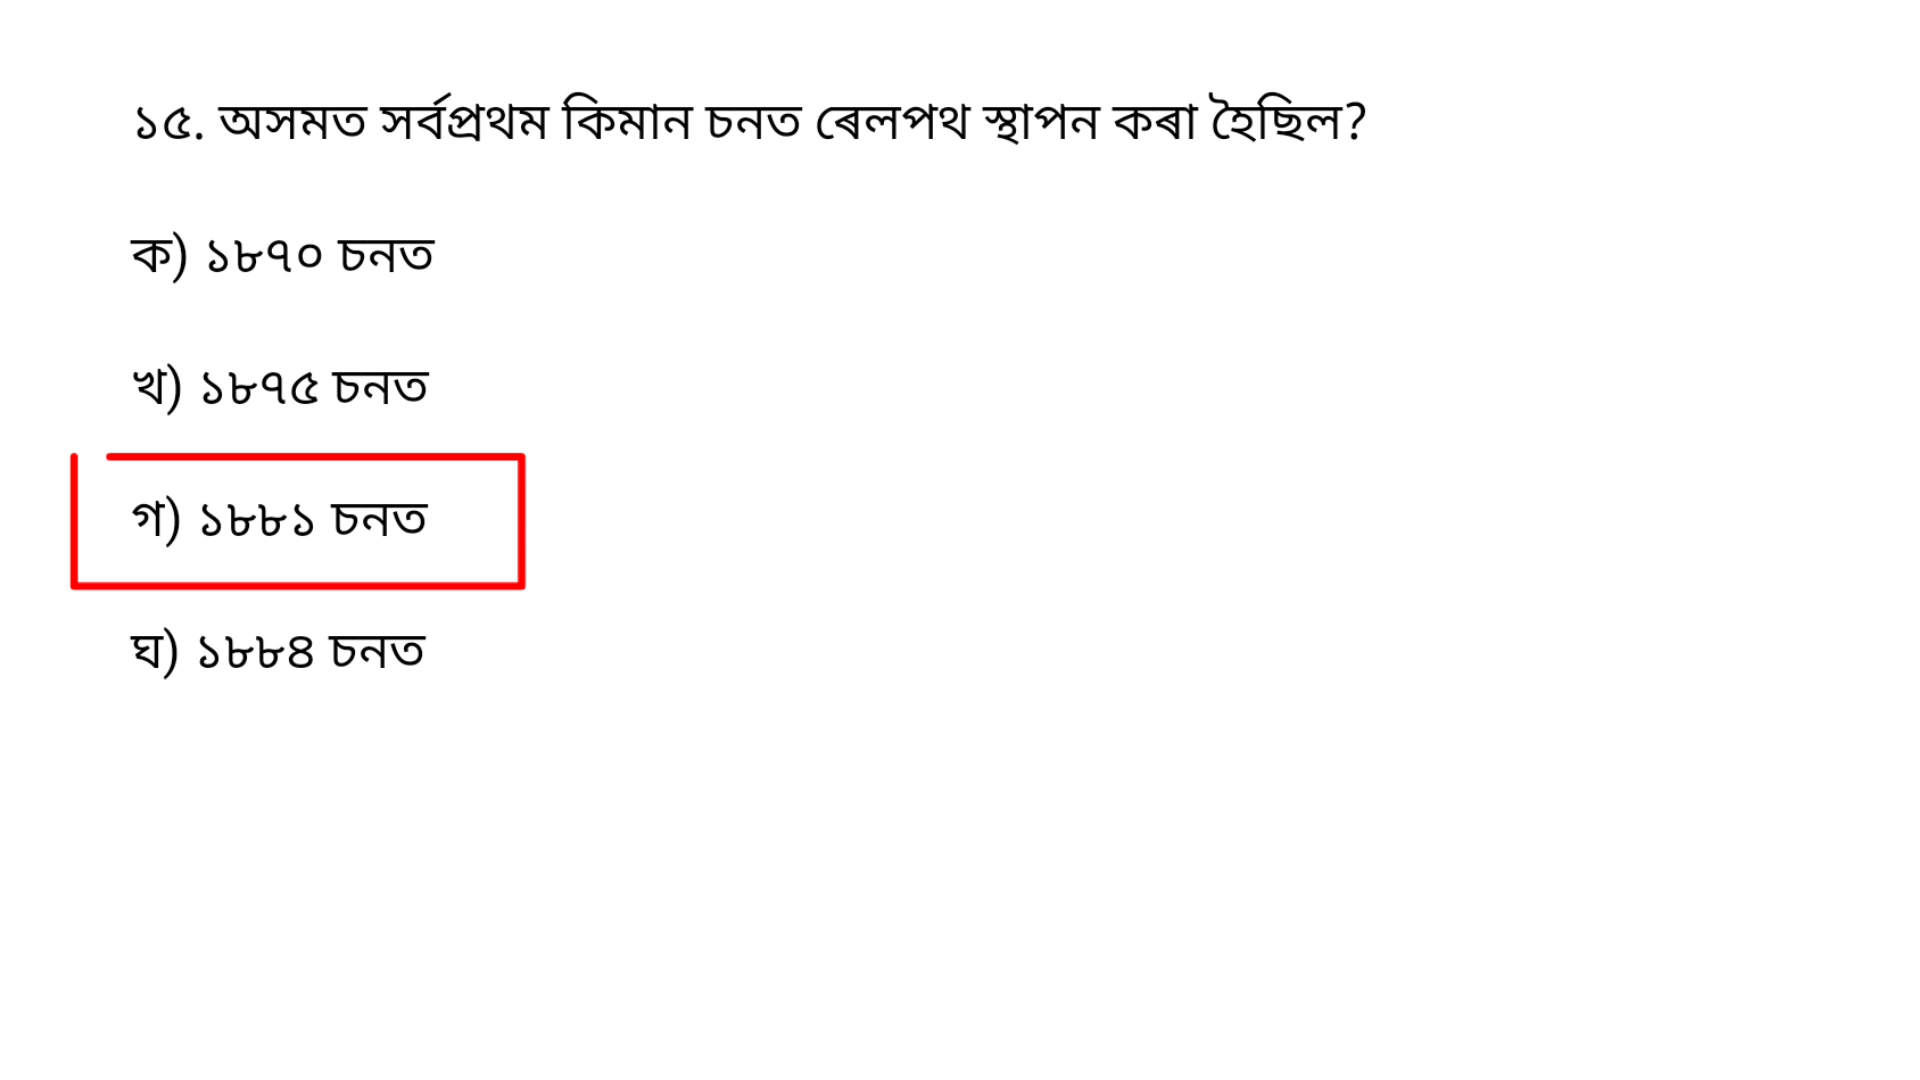 ১৫. অসমত সৰ্বপ্ৰথম কিমান চনত ৰেলপথ স্থাপন কৰা হৈছিল?
ক) ১৮৭০ চনত
খ) ১৮৭৫ চনত
গ) ১৮৮১ চনত
ঘ) ১৮৮৪ চনত